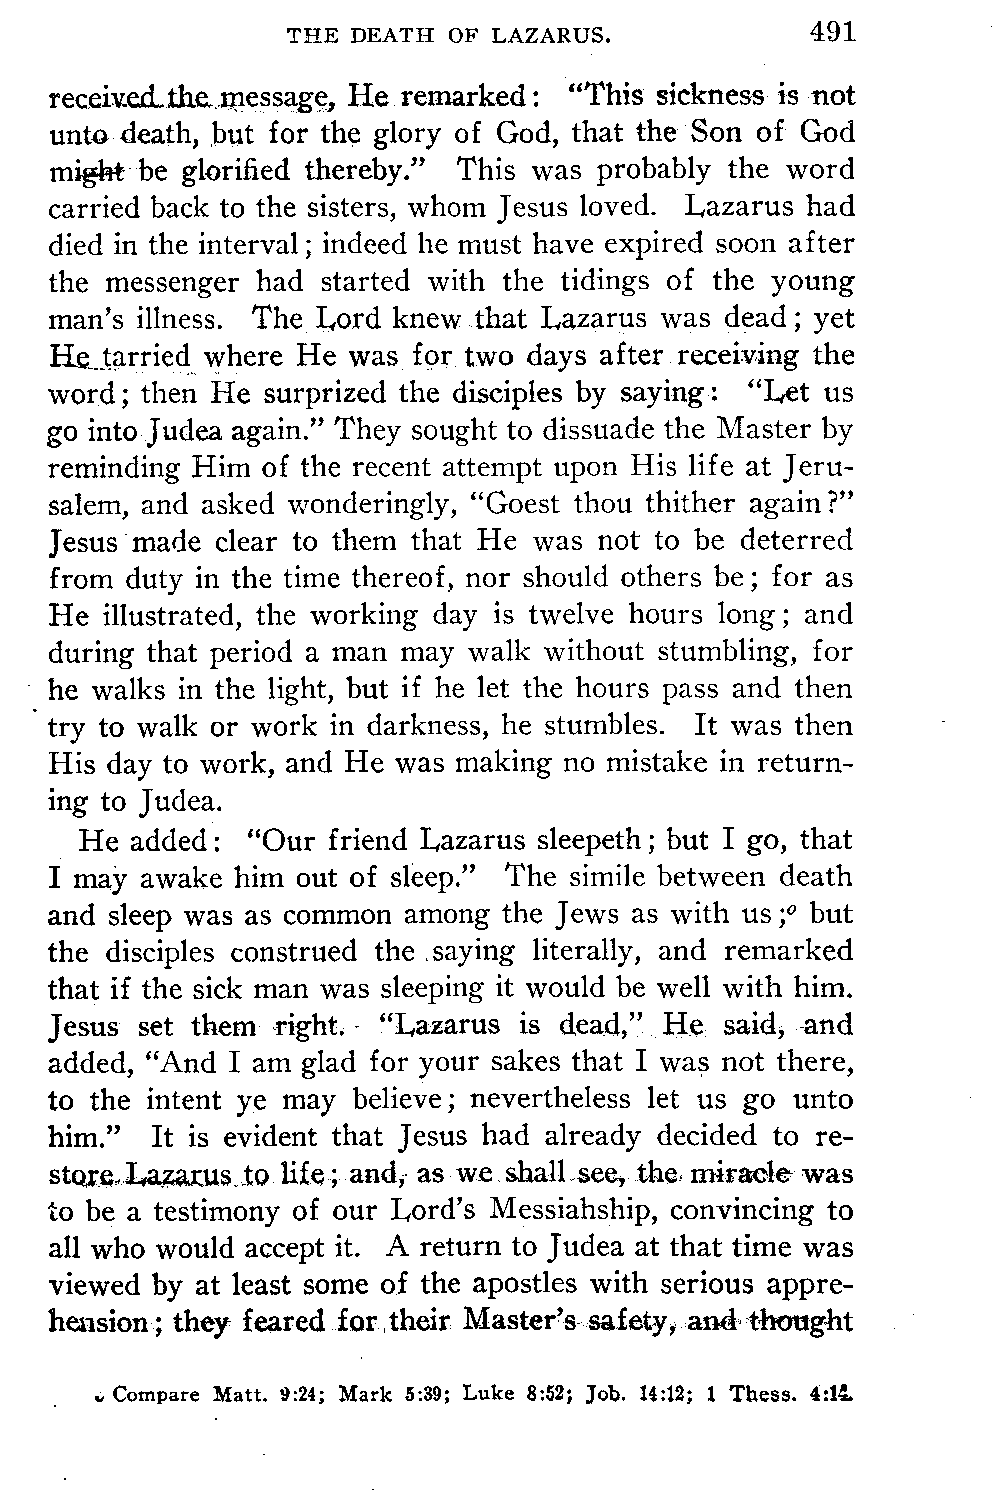 THE DEATH OF LAZARUS. 491
received the message, He remarked: “This sickness is not
unto death, but for the glory of God, that the Son of God
might be glorified thereby.” This was probably the word
carried back to the sisters, whom Jesus loved. Lazarus had
died in the interval; indeed he must have expired soon after
the messenger had started with the tidings of the young
man’s illness. The Lord knew that Lazarus was dead; yet
He tarried where He was for two days after receiving the
word; then He surprized the disciples by saying: “Let us
go into Judea again.” They sought to dissuade the Master by
reminding Him of the recent attempt upon His life at Jeru-
salem, and asked wonderingly, “Goest thou thither again?”
Jesus made clear to them that He was not to be deterred
from duty in the time thereof, nor should others be; for as
He illustrated, the working day is twelve hours long; and
during that period a man may walk without stumbling, for
he walks in the light, but if he let the hours pass and then
try to walk or work in darkness, he stumbles. It was then
His day to work, and He was making no mistake in return-
ing to Judea.
He added: “Our friend Lazarus sleepeth; but I go, that
I may awake him out of sleep.” The simile between death
and sleep was as common among the Jews as with us;o but
the disciples construed the saying literally, and remarked
that if the sick man was sleeping it would be well with him.
Jesus set them right. “Lazarus is dead,” He said, and
added, “And I am glad for your sakes that I was not there,
to the intent ye may believe; nevertheless let us go unto
him.” It is evident that Jesus had already decided to re-
store Lazarus to life; and, as we shall see, the miracle was
to be a testimony of our Lord’s Messiahship, convincing to
all who would accept it. A return to Judea at that time was
viewed by at least some of the apostles with serious appre-
hension; they feared for their Master’s safety, and thought
o Compare Matt. 9:24; Mark 5:39; Luke 8:52; Job. 14:12; 1 Thess. 4:14.